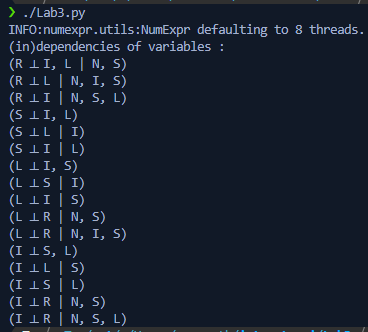 ❯ ./Lab3.py
INFO:numexpr.utils:NumExpr defaulting to 8 threads.
(in)dependencies of variables :
(R ⊥ I, L | N, S)
(R ⊥ L | N, I, S)
(R ⊥ I | N, S, L)
(S ⊥ I, L)
(S ⊥ L | I)
(S ⊥ I | L)
(L ⊥ I, S)
(L ⊥ S | I)
(L ⊥ I | S)
(L ⊥ R | N, S)
(L ⊥ R | N, I, S)
(I ⊥ S, L)
(I ⊥ L | S)
(I ⊥ S | L)
(I ⊥ R | N, S)
(I ⊥ R | N, S, L)